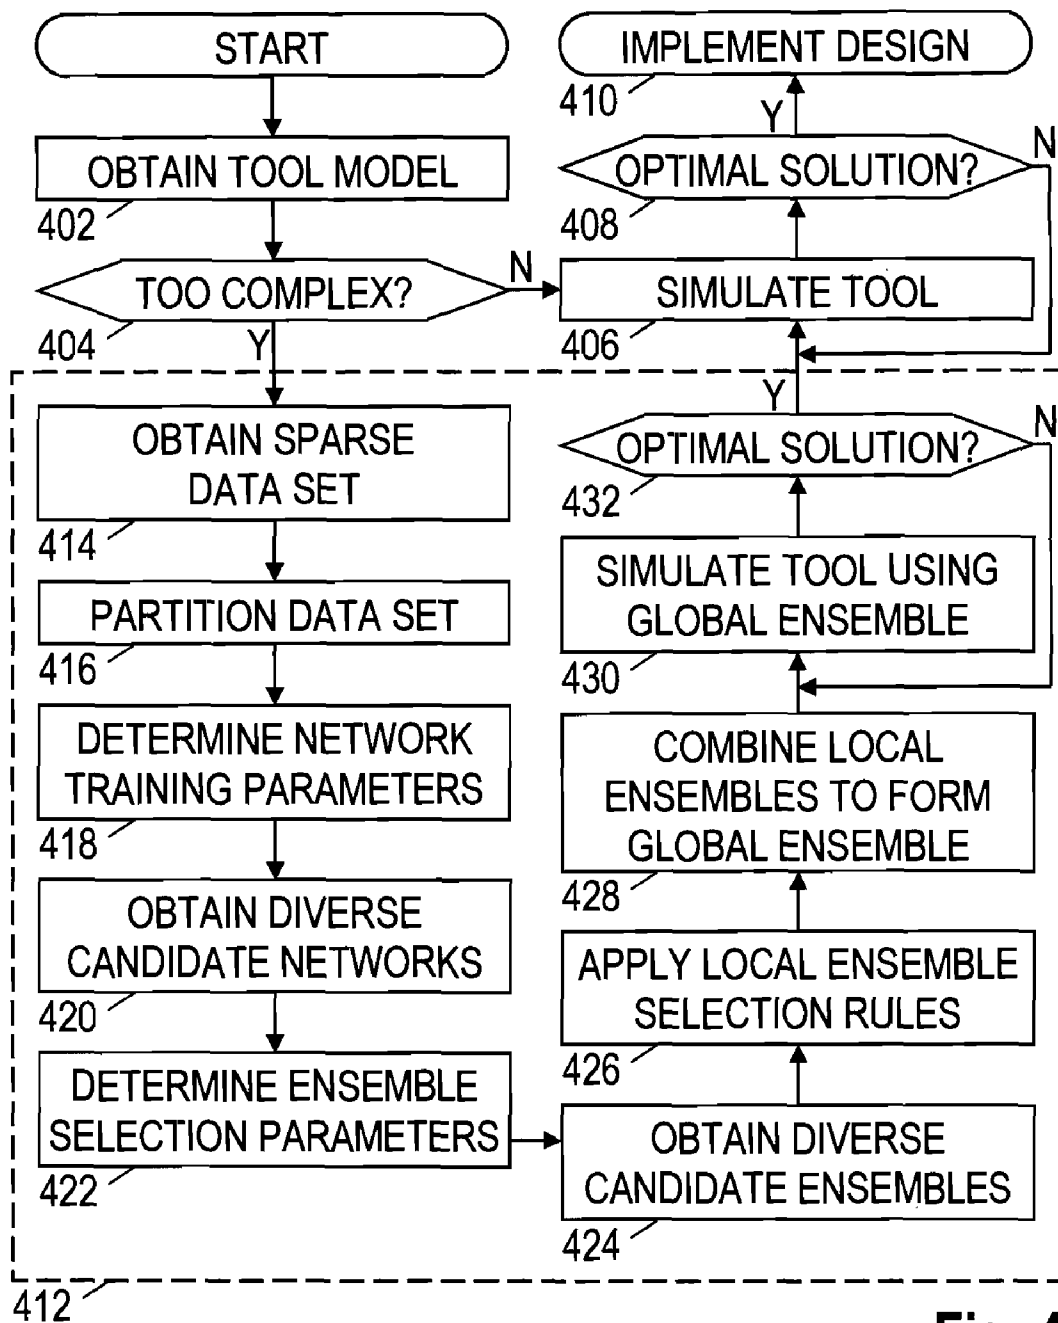 START
OBTAIN TOOL MODEL
402
TOO COMPLEX?
404
N
Y
OBTAIN SPARSE
DATA SET
414
PARTITION DATA SET
416
DETERMINE NETWORK
TRAINING PARAMETERS
418
OBTAIN DIVERSE
CANDIDATE NETWORKS
420
DETERMINE ENSEMBLE
SELECTION PARAMETERS
422
412
IMPLEMENT DESIGN
410
Y
N
OPTIMAL SOLUTION?
408
SIMULATE TOOL
406
Y
N
OPTIMAL SOLUTION?
432
SIMULATE TOOL USING
GLOBAL ENSEMBLE
430
COMBINE LOCAL
ENSEMBLES TO FORM
GLOBAL ENSEMBLE
428
APPLY LOCAL ENSEMBLE
SELECTION RULES
426
OBTAIN DIVERSE
CANDIDATE ENSEMBLES
424